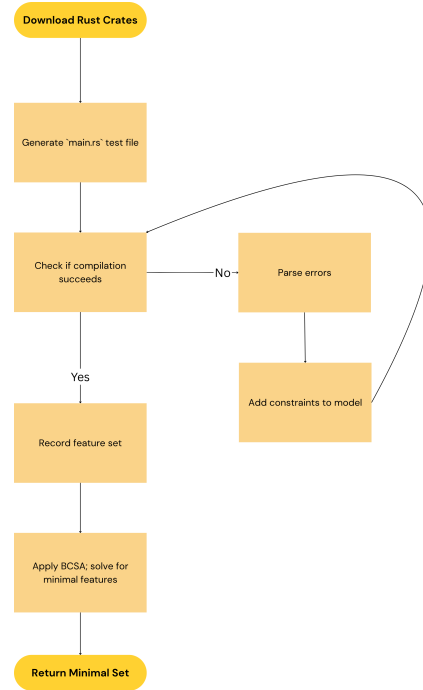 Download Rust Crates
Generate `main.rs` test file
Check if compilation
succeeds
No
Parse errors
Add constraints to model
Yes
Record feature set
Apply BCSA; solve for
minimal features
Return Minimal Set